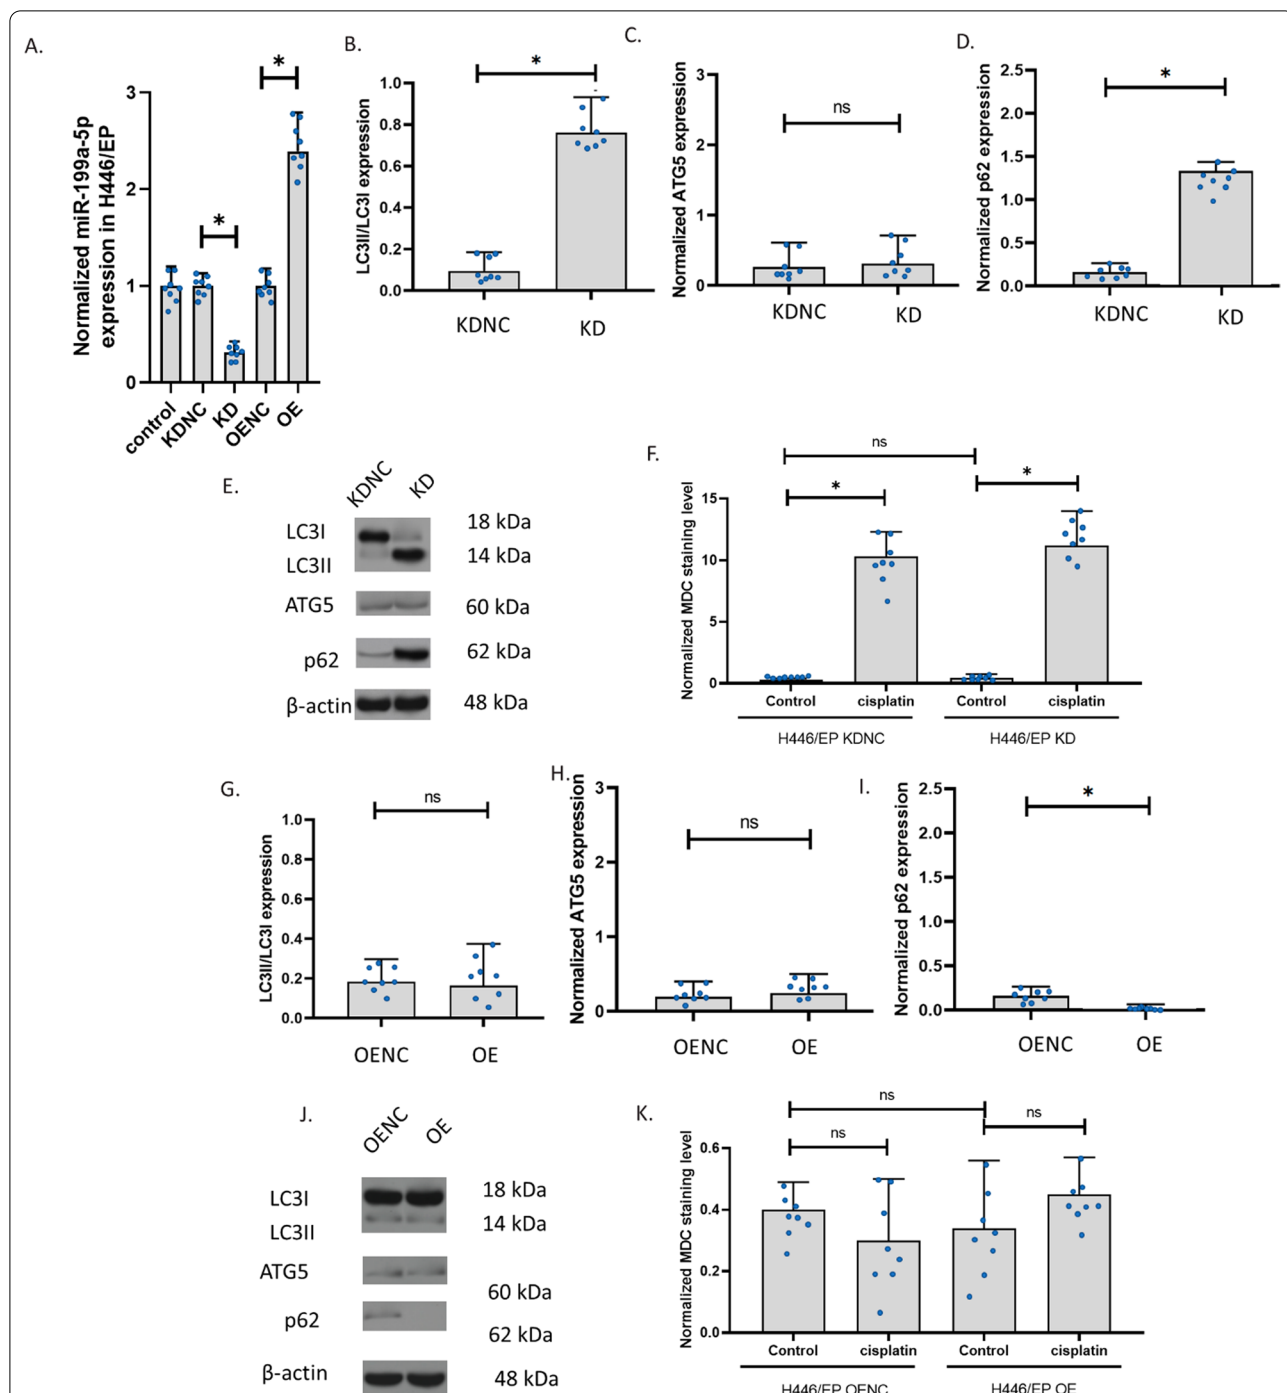 A.
Normalized miR-199a-5p
expression in H446/EP
3
2
1
0
*
*
control
KDNC
KD
OENC
OE
B.
LC3II/LC3I expression
1.0
0.8
0.6
0.4
0.2
0.0
*
KDNC
KD
C.
Normalized ATG5 expression
3
2
1
0
ns
KDNC
KD
D.
Normalized p62 expression
2.5
2.0
1.5
1.0
0.5
0.0
*
KDNC
KD
E.
KDNC
KD
LC3I
18 kDa
LC3II
14 kDa
ATG5
60 kDa
p62
62 kDa
β-actin
48 kDa
F.
Normalized MDC staining level
15
10
5
0
ns
*
*
Control
cisplatin
Control
cisplatin
H446/EP KDNC
H446/EP KD
G.
LC3II/LC3I expression
1.0
0.8
0.6
0.4
0.2
0.0
ns
OENC
OE
H.
Normalized ATG5 expression
3
2
1
0
ns
OENC
OE
I.
Normalized p62 expression
2.5
2.0
1.5
1.0
0.5
0.0
*
OENC
OE
J.
OENC
OE
LC3I
18 kDa
LC3II
14 kDa
ATG5
60 kDa
p62
62 kDa
β-actin
48 kDa
K.
Normalized MDC staining level
0.6
0.4
0.2
0.0
ns
ns
ns
Control
cisplatin
Control
cisplatin
H446/EP OENC
H446/EP OE